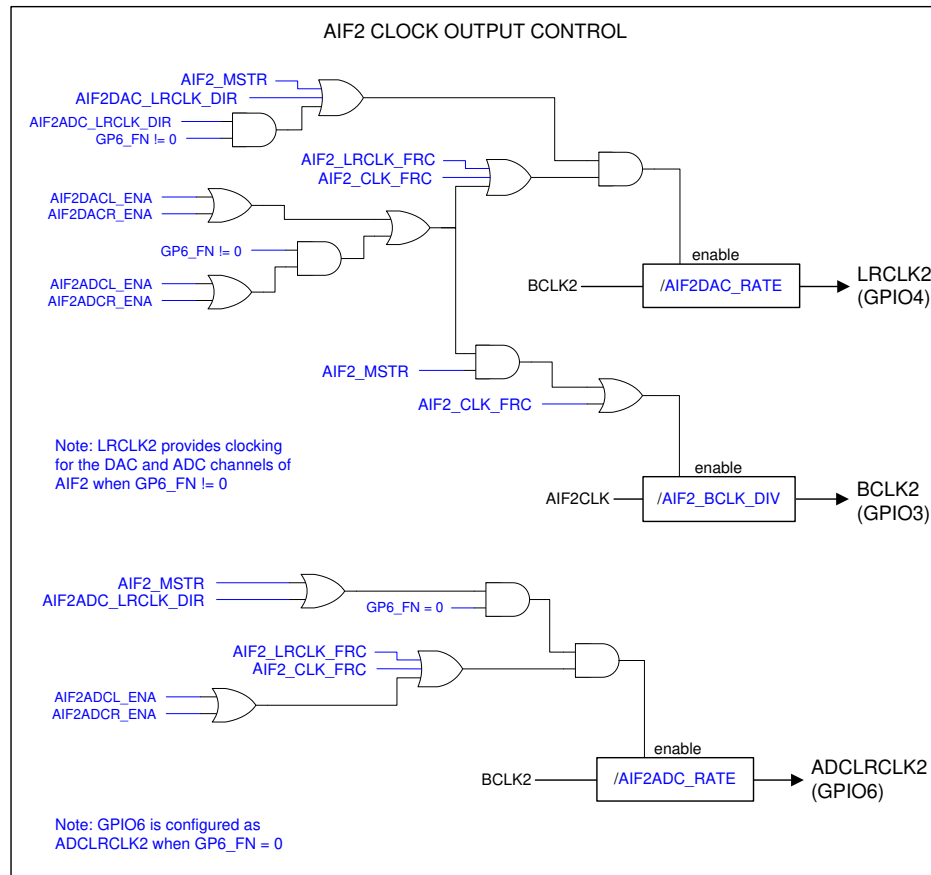 AIF2 CLOCK OUTPUT CONTROL
AIF2_MSTR
AIF2DAC_LRCLK_DIR
AIF2ADC_LRCLK_DIR
GP6_FN != 0
AIF2_LRCLK_FRC
AIF2_CLK_FRC
AIF2DACL_ENA
AIF2DACR_ENA
GP6_FN != 0
AIF2ADCL_ENA
AIF2ADCR_ENA
enable
BCLK2
/AIF2DAC_RATE
LRCLK2
(GPIO4)
AIF2_MSTR
AIF2_CLK_FRC
Note: LRCLK2 provides clocking
for the DAC and ADC channels of
AIF2 when GP6_FN != 0
enable
AIF2CLK
/AIF2_BCLK_DIV
BCLK2
(GPIO3)
AIF2_MSTR
AIF2ADC_LRCLK_DIR
GP6_FN = 0
AIF2_LRCLK_FRC
AIF2_CLK_FRC
AIF2ADCL_ENA
AIF2ADCR_ENA
enable
BCLK2
/AIF2ADC_RATE
ADCLRCLK2
(GPIO6)
Note: GPIO6 is configured as
ADCLRCLK2 when GP6_FN = 0